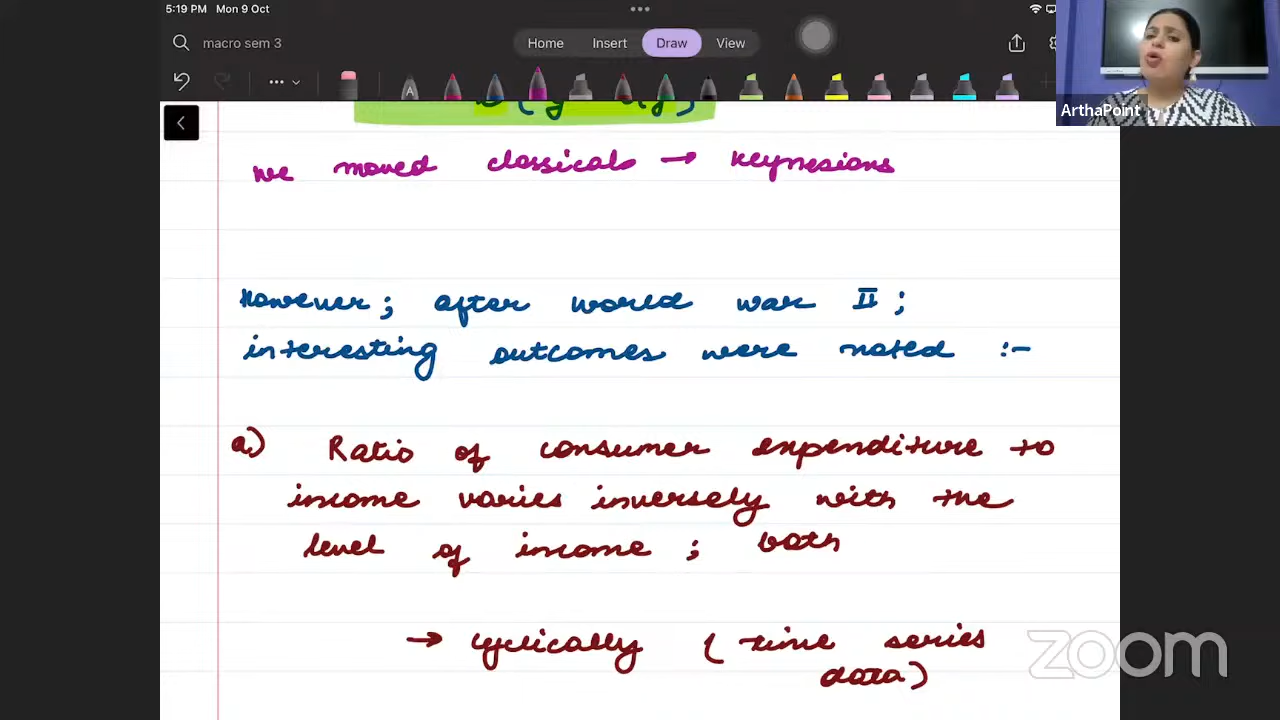 5:19 PM Mon 9 Oct
macro sem 3
Home Insert Draw View
A
ArthaPoint
we moved classicals → keynesians
However; after world war II;
interesting outcomes were noted :-
a.) Ratio of consumer expenditure to
income varies inversely with the
level of income ; both
→ cyclically ( time series
data)
zoom